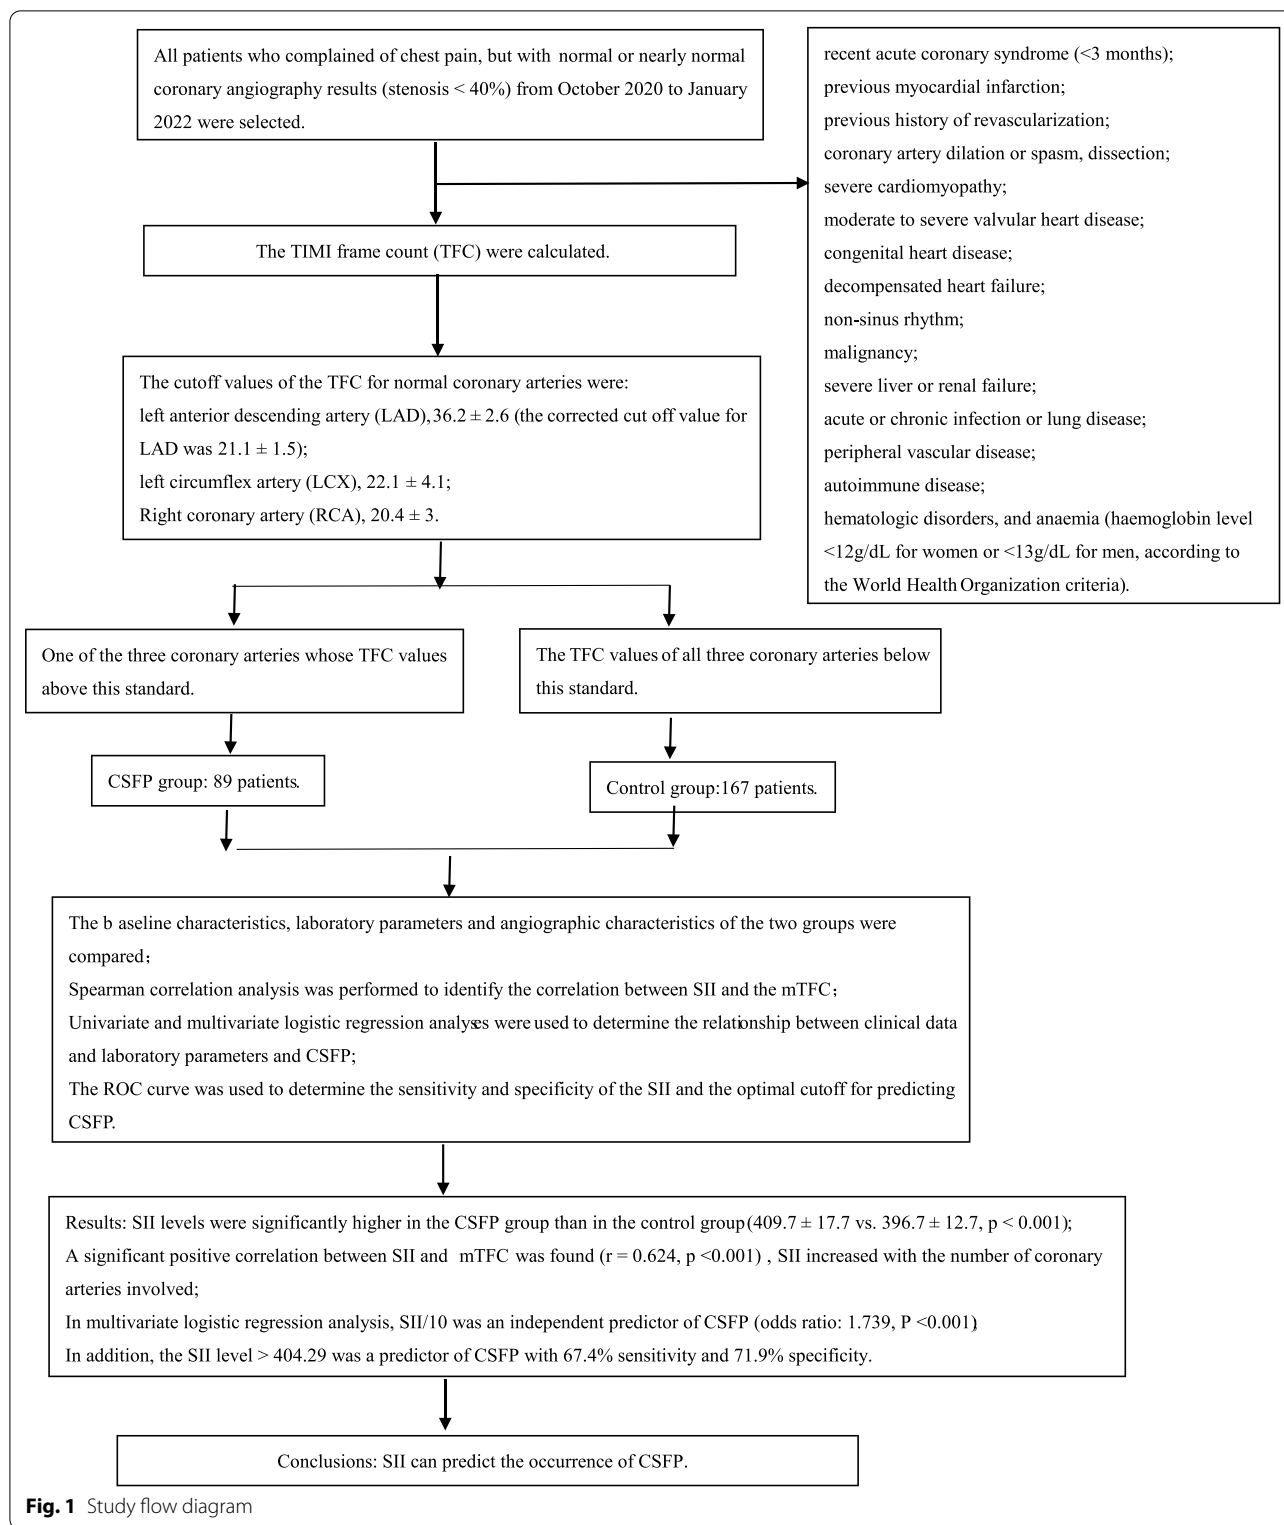 All patients who complained of chest pain, but with normal or nearly normal
coronary angiography results (stenosis < 40%) from October 2020 to January
2022 were selected.
recent acute coronary syndrome (<3 months);
previous myocardial infarction;
previous history of revascularization;
coronary artery dilation or spasm, dissection;
severe cardiomyopathy;
moderate to severe valvular heart disease;
congenital heart disease;
decompensated heart failure;
non-sinus rhythm;
malignancy;
severe liver or renal failure;
acute or chronic infection or lung disease;
peripheral vascular disease;
autoimmune disease;
hematologic disorders, and anaemia (haemoglobin level
<12g/dL for women or <13g/dL for men, according to
the World Health Organization criteria).
The TIMI frame count (TFC) were calculated.
The cutoff values of the TFC for normal coronary arteries were:
left anterior descending artery (LAD), 36.2 ± 2.6 (the corrected cut off value for
LAD was 21.1 ± 1.5);
left circumflex artery (LCX), 22.1 ± 4.1;
Right coronary artery (RCA), 20.4 ± 3.
One of the three coronary arteries whose TFC values
above this standard.
The TFC values of all three coronary arteries below
this standard.
CSFP group: 89 patients.
Control group:167 patients.
The b aseline characteristics, laboratory parameters and angiographic characteristics of the two groups were
compared;
Spearman correlation analysis was performed to identify the correlation between SII and the mTFC;
Univariate and multivariate logistic regression analyses were used to determine the relationship between clinical data
and laboratory parameters and CSFP;
The ROC curve was used to determine the sensitivity and specificity of the SII and the optimal cutoff for predicting
CSFP.
Results: SII levels were significantly higher in the CSFP group than in the control group (409.7 ± 17.7 vs. 396.7 ± 12.7, p < 0.001);
A significant positive correlation between SII and mTFC was found (r = 0.624, p <0.001) , SII increased with the number of coronary
arteries involved;
In multivariate logistic regression analysis, SII/10 was an independent predictor of CSFP (odds ratio: 1.739, P <0.001);
In addition, the SII level > 404.29 was a predictor of CSFP with 67.4% sensitivity and 71.9% specificity.
Conclusions: SII can predict the occurrence of CSFP.
Fig. 1 Study flow diagram